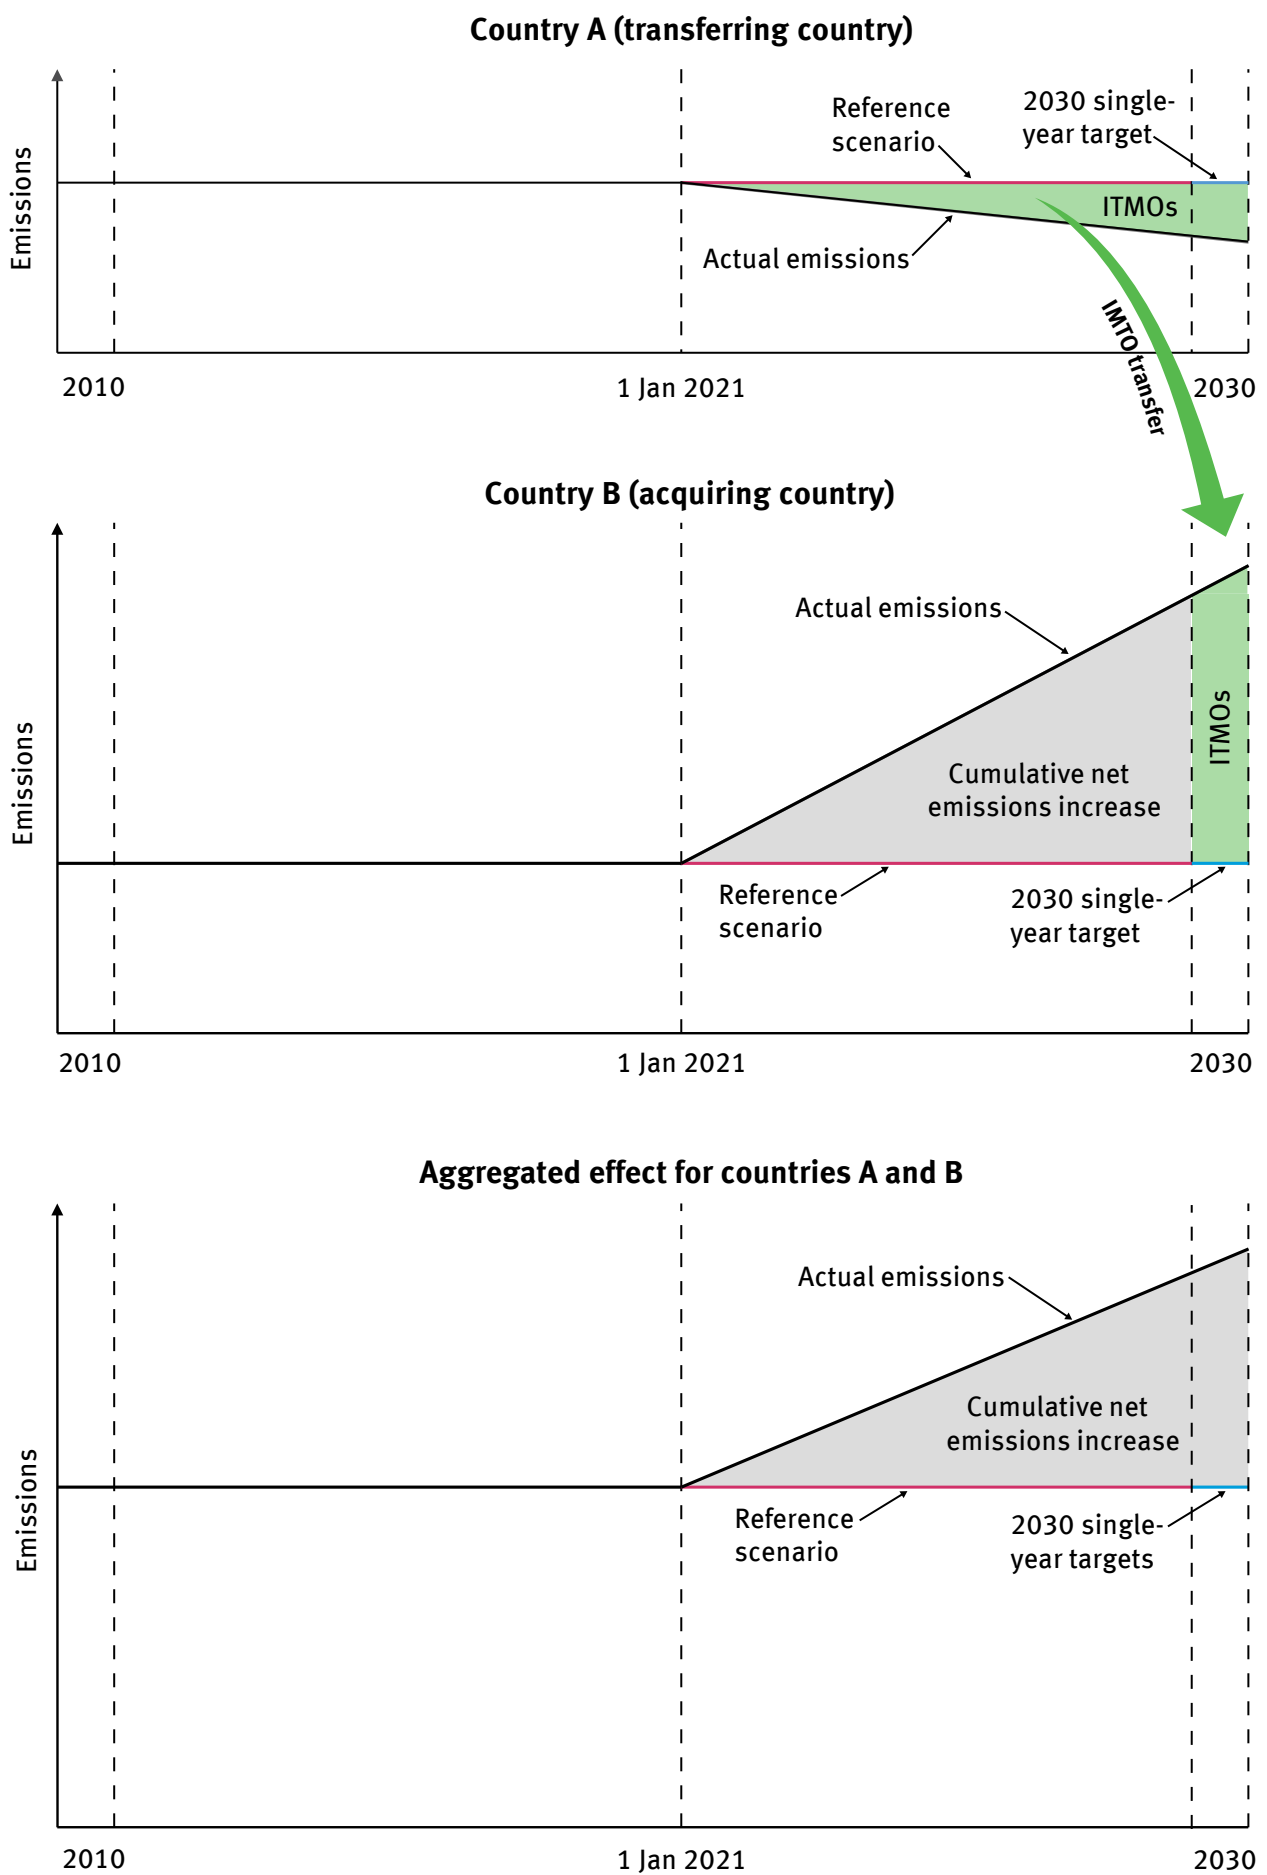 Country A (transferring country)
Emissions
Reference
scenario
2030 single-
year target
ITMOs
Actual emissions
IMTO transfer
2010
1 Jan 2021
2030
Country B (acquiring country)
Emissions
Actual emissions
ITMOs
Cumulative net
emissions increase
Reference
scenario
2030 single-
year target
2010
1 Jan 2021
2030
Aggregated effect for countries A and B
Emissions
Actual emissions
Cumulative net
emissions increase
Reference
scenario
2030 single-
year targets
2010
1 Jan 2021
2030